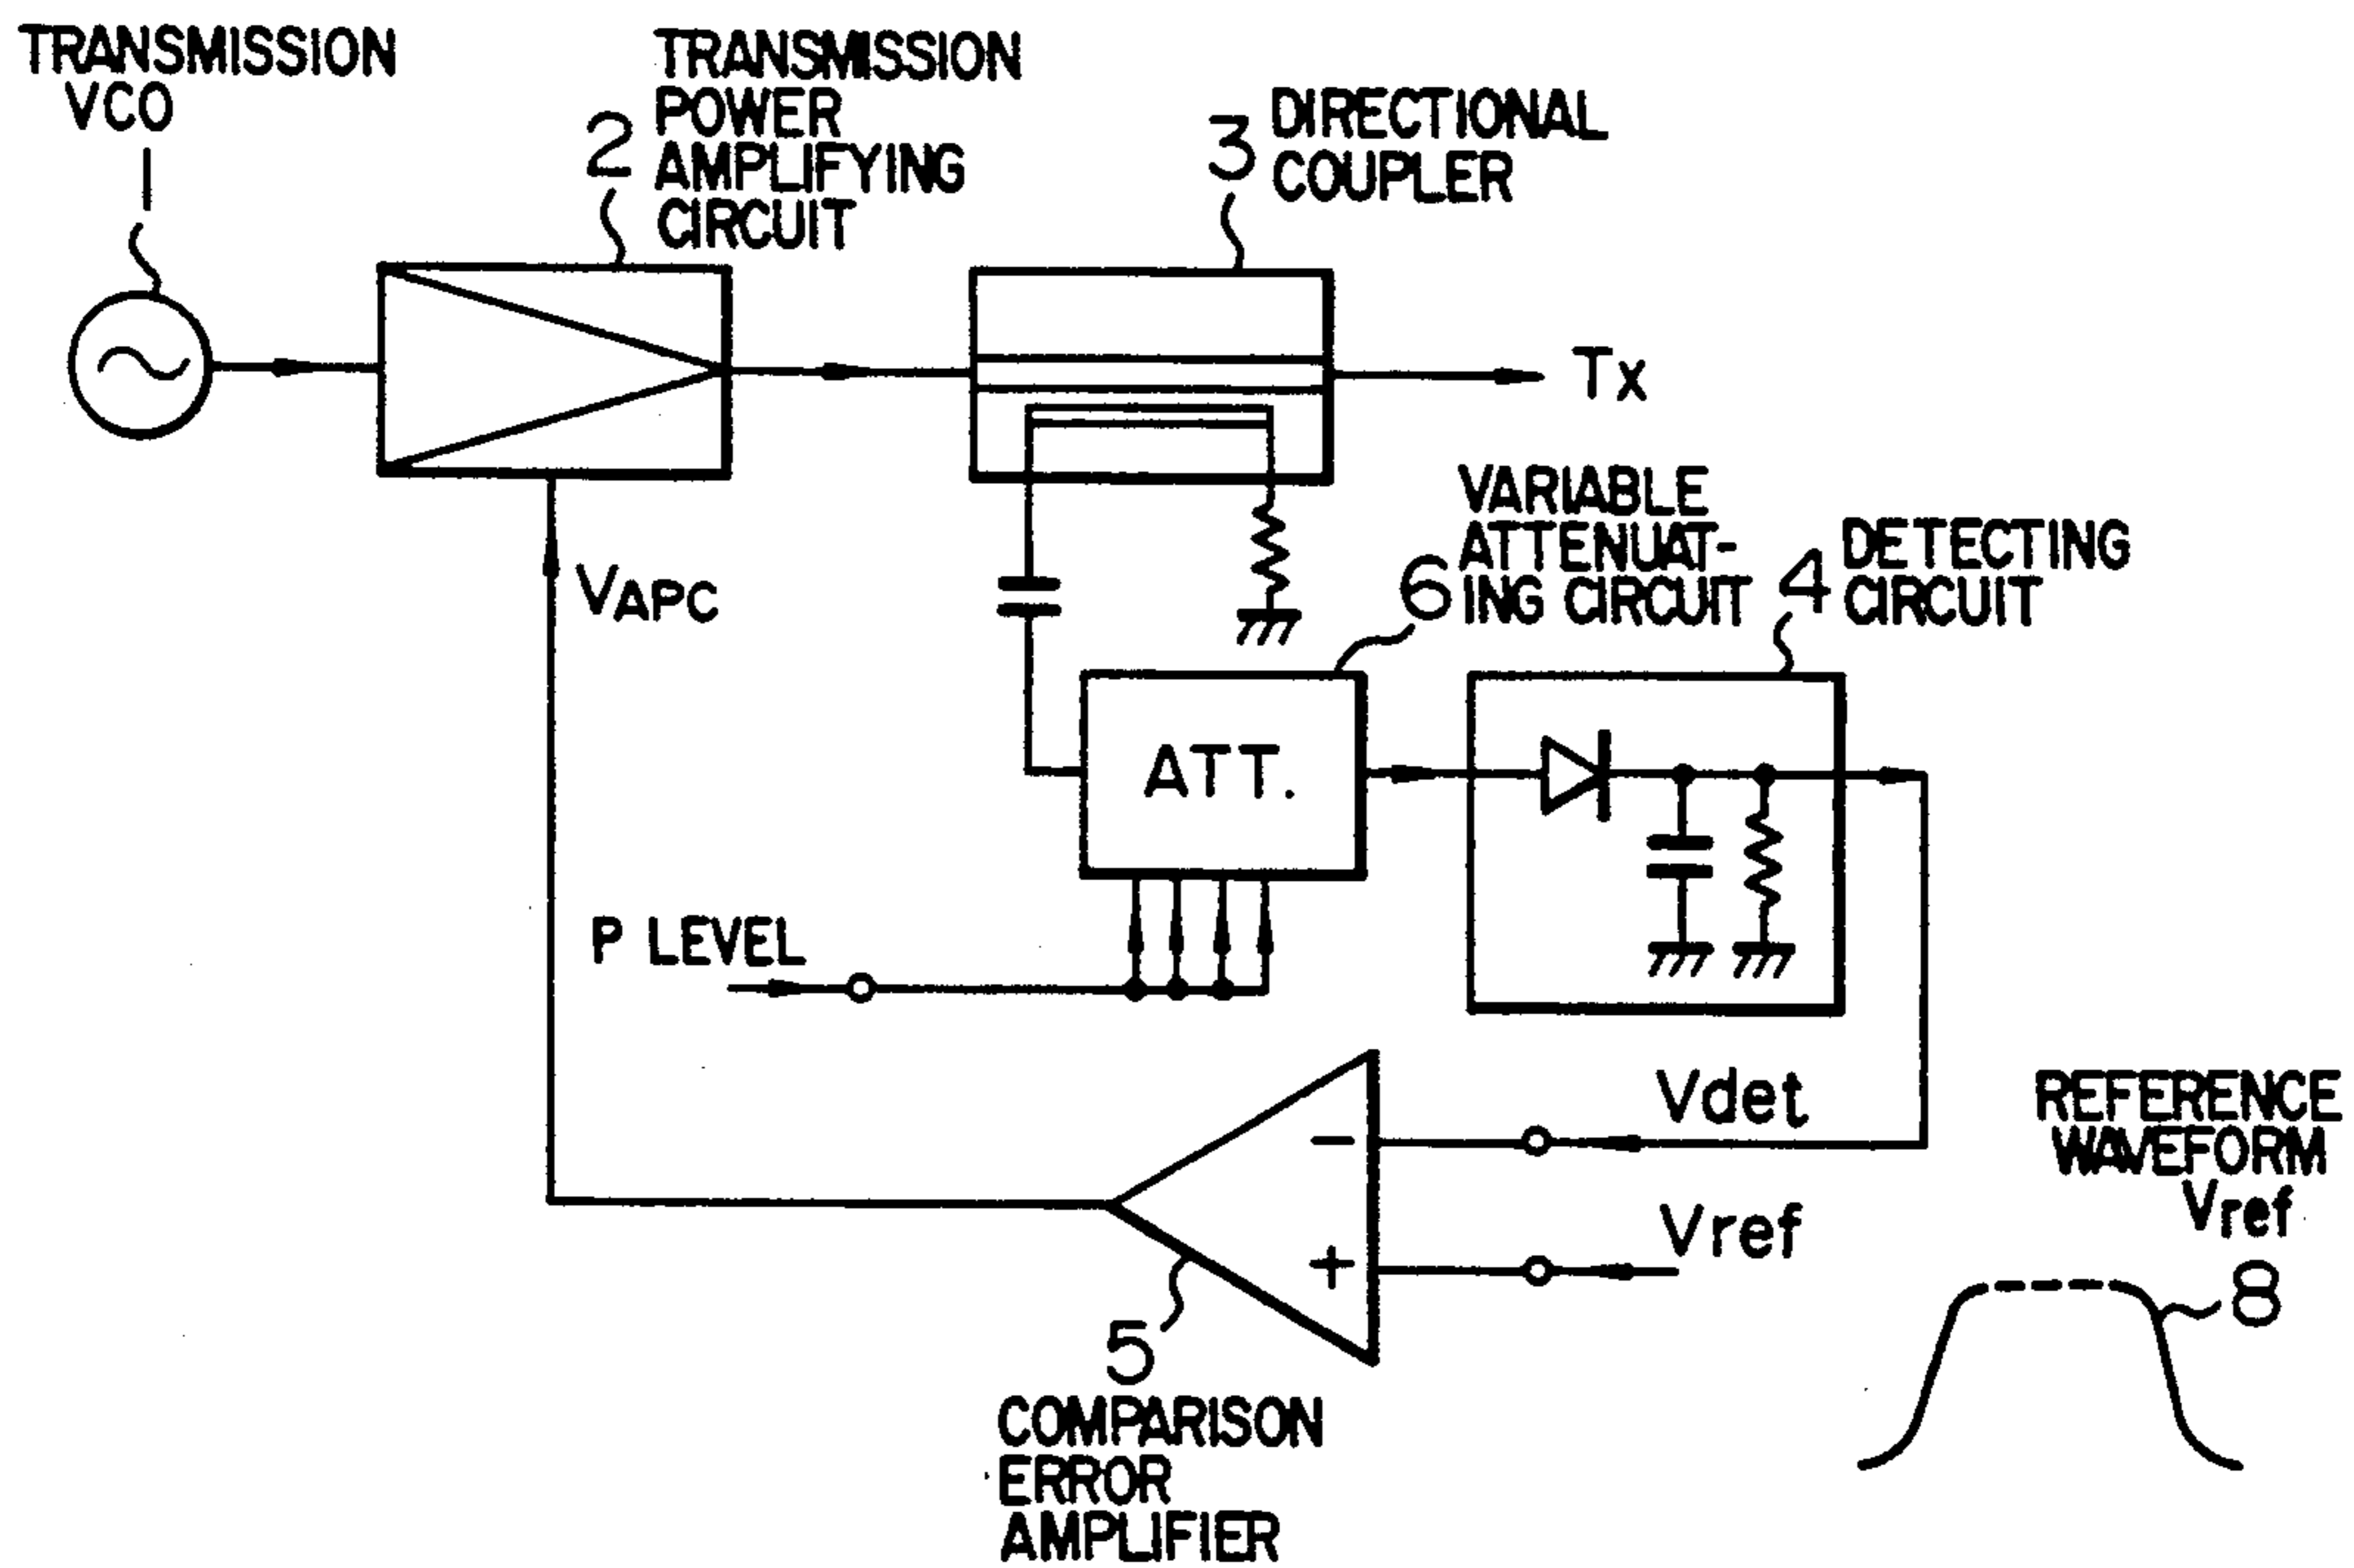 TRANSMISSION
VCO
1
2
TRANSMISSION
POWER
AMPLIFYING
CIRCUIT
3
DIRECTIONAL
COUPLER
Tx
VAPC
6
VARIABLE
ATTENUAT-
ING CIRCUIT
4
DETECTING
CIRCUIT
ATT.
P LEVEL
Vdet
Vref
−
+
5
COMPARISON
ERROR
AMPLIFIER
REFERENCE
WAVEFORM
Vref
8